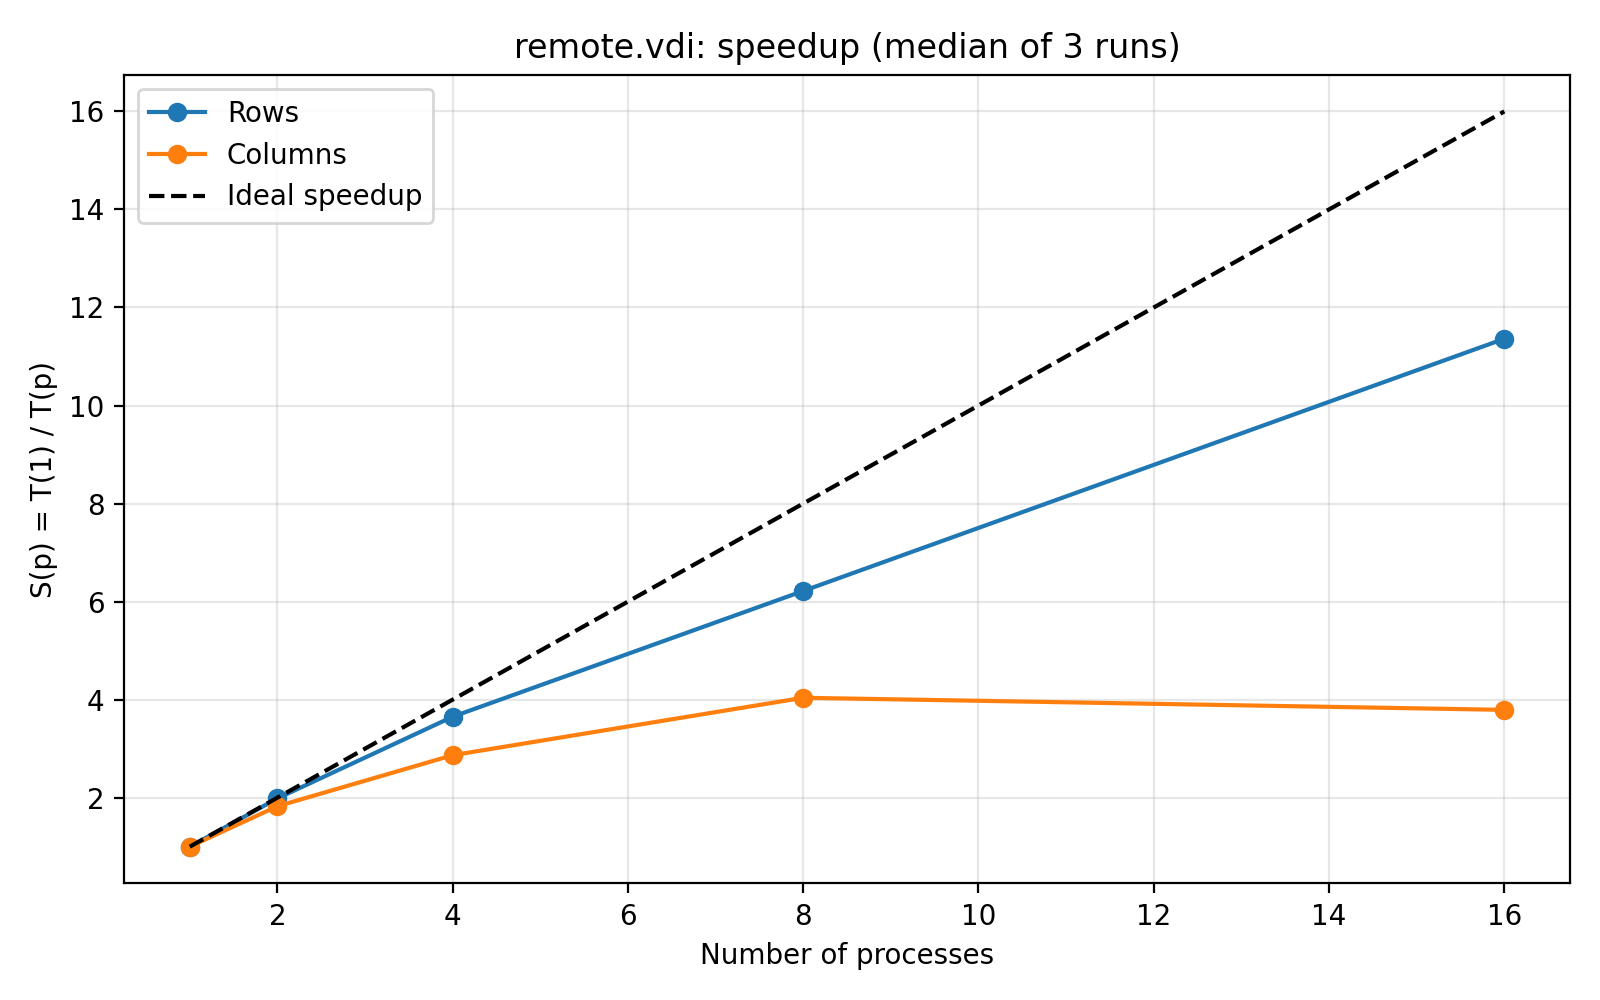 remote.vdi: speedup (median of 3 runs)
Rows
Columns
Ideal speedup
S(p) = T(1) / T(p)
16
14
12
10
8
6
4
2
2 4 6 8 10 12 14 16
Number of processes